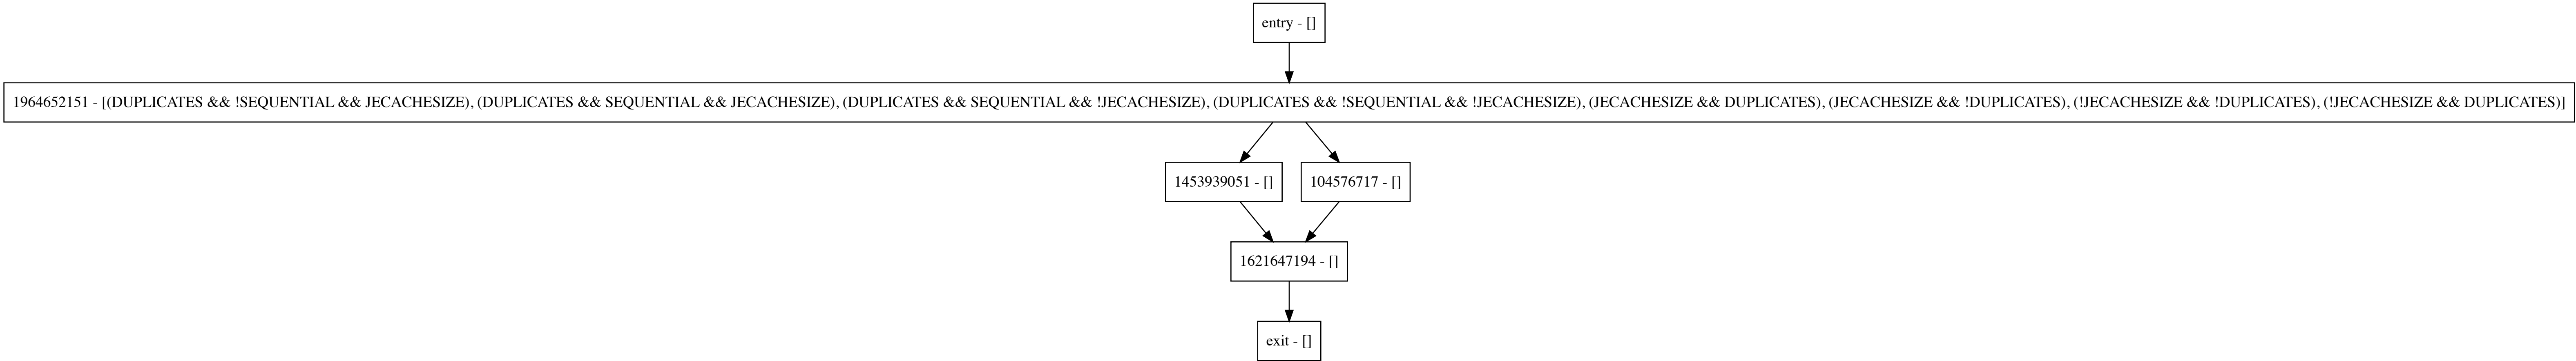 entry - []
1964652151 - [(DUPLICATES && !SEQUENTIAL && JECACHESIZE), (DUPLICATES && SEQUENTIAL && JECACHESIZE), (DUPLICATES && SEQUENTIAL && !JECACHESIZE), (DUPLICATES && !SEQUENTIAL && !JECACHESIZE), (JECACHESIZE && DUPLICATES), (JECACHESIZE && !DUPLICATES), (!JECACHESIZE && !DUPLICATES), (!JECACHESIZE && DUPLICATES)]
1453939051 - []
104576717 - []
1621647194 - []
exit - []